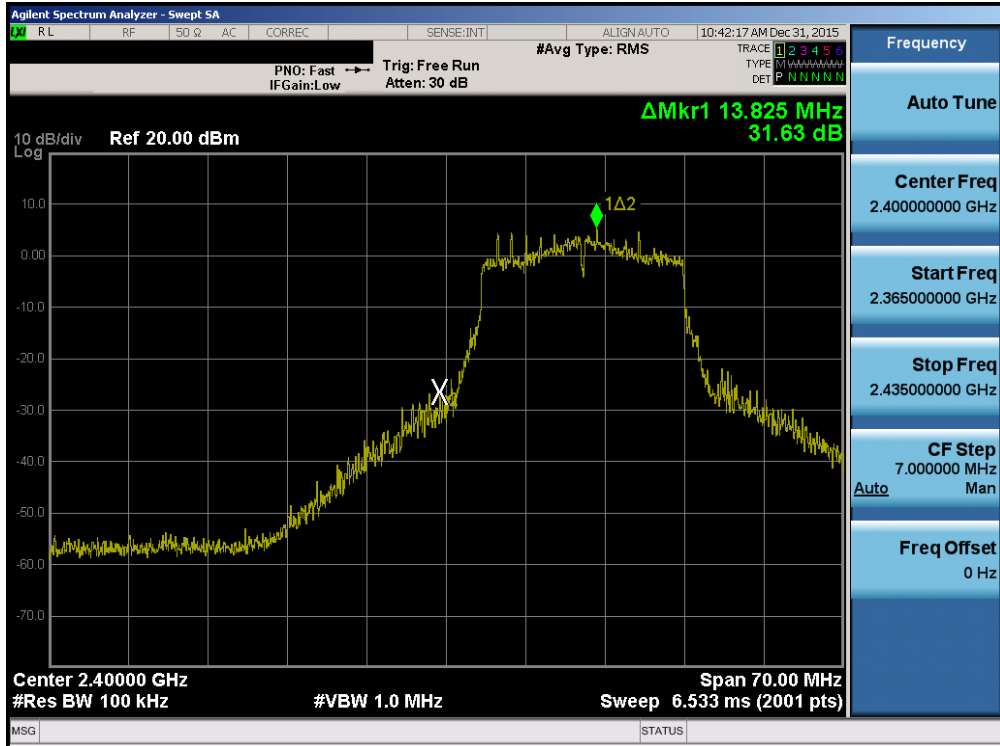 Agilent Spectrum Analyzer - Swept SA
LXI RL RF 50 Ω AC CORREC SENSE:INT ALIGN AUTO 10:42:17 AM Dec 31, 2015
PNO: Fast
IFGain:Low
Trig: Free Run
Atten: 30 dB
#Avg Type: RMS
TRACE 1 2 3 4 5 6
TYPE M WWWWW
DET P N N N N N
ΔMkr1 13.825 MHz
31.63 dB
10 dB/div Ref 20.00 dBm
Log
10.0
0.00
-10.0
-20.0
-30.0
-40.0
-50.0
-60.0
-70.0
1Δ2
X
Center 2.40000 GHz Span 70.00 MHz
#Res BW 100 kHz #VBW 1.0 MHz Sweep 6.533 ms (2001 pts)
MSG STATUS
Frequency
Auto Tune
Center Freq
2.400000000 GHz
Start Freq
2.365000000 GHz
Stop Freq
2.435000000 GHz
CF Step
7.000000 MHz
Auto Man
Freq Offset
0 Hz